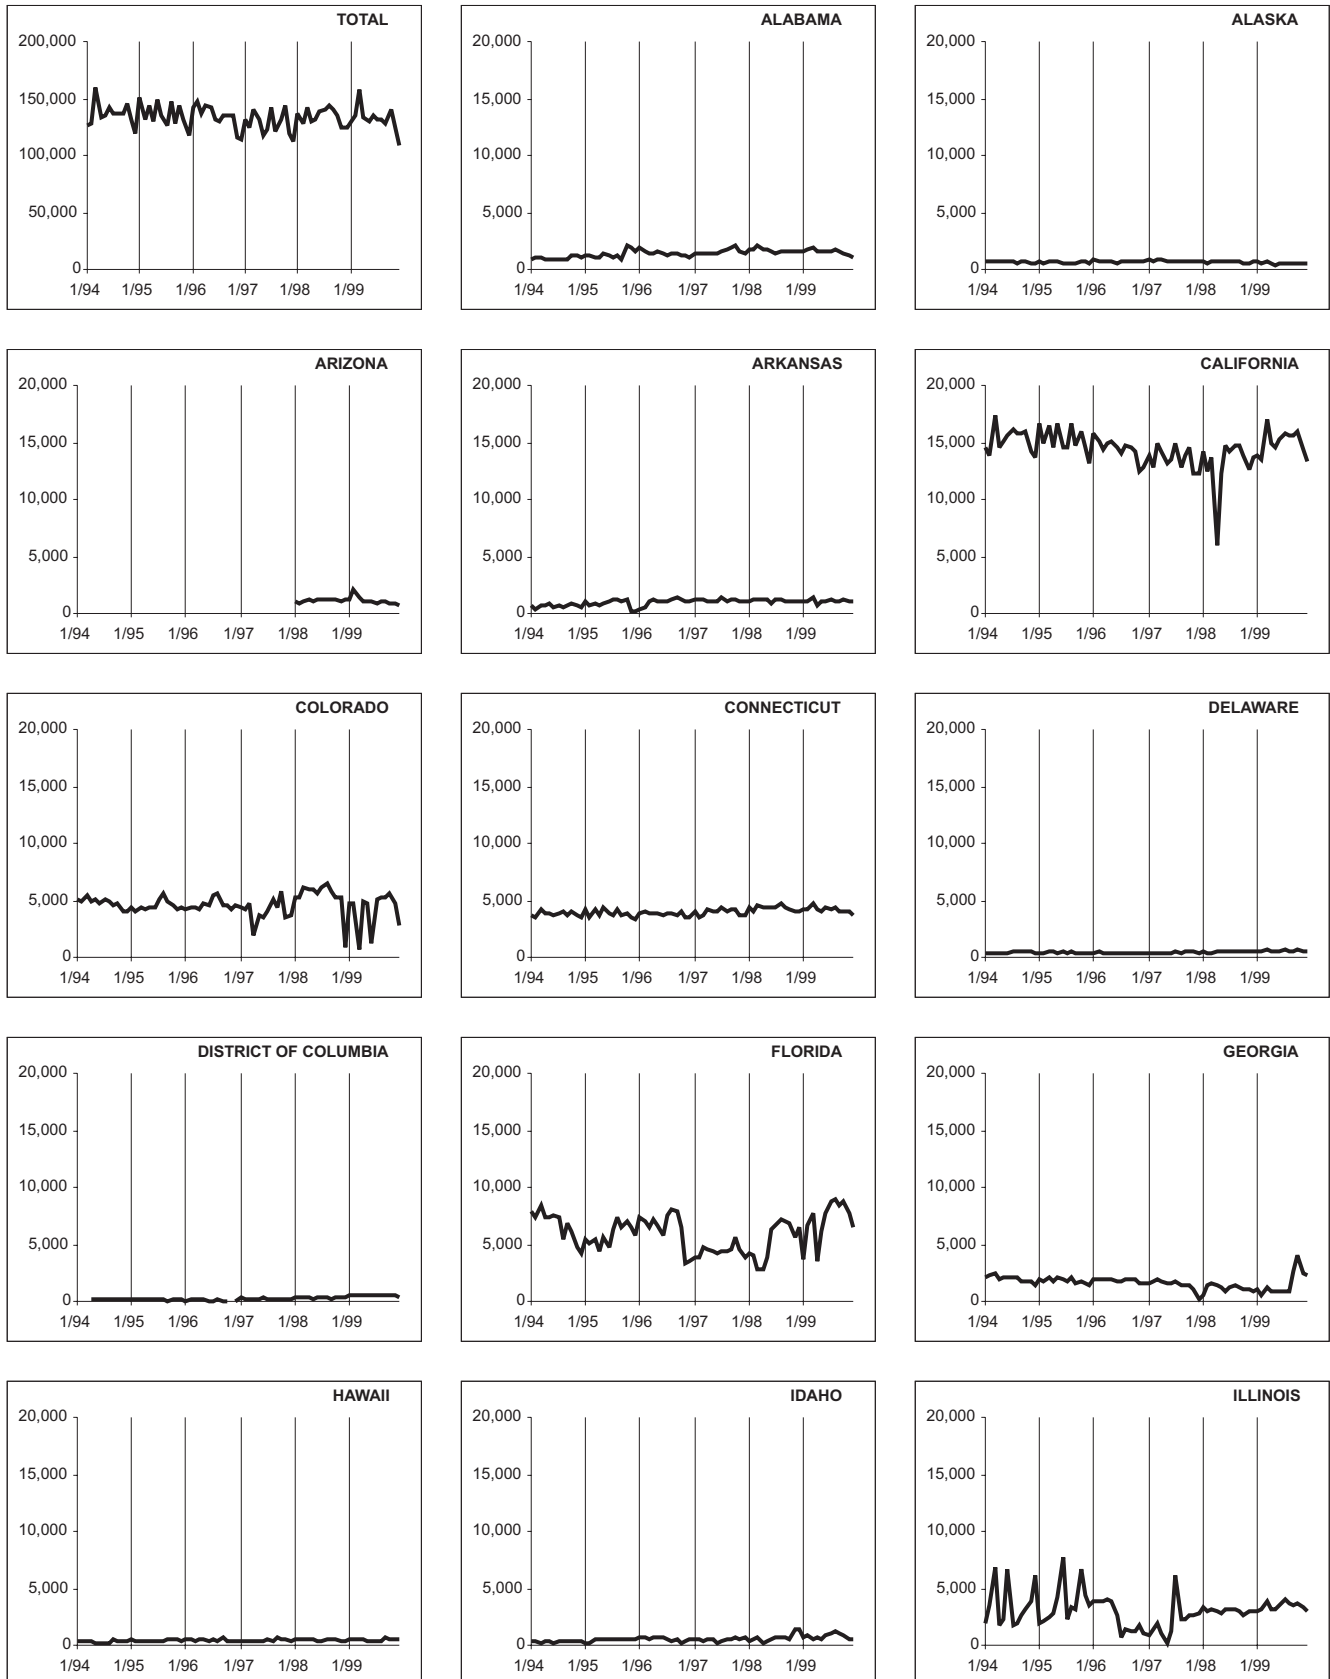 TOTAL
200,000
150,000
100,000
50,000
0
1/94 1/95 1/96 1/97 1/98 1/99
ALABAMA
20,000
15,000
10,000
5,000
0
1/94 1/95 1/96 1/97 1/98 1/99
ALASKA
20,000
15,000
10,000
5,000
0
1/94 1/95 1/96 1/97 1/98 1/99
ARIZONA
20,000
15,000
10,000
5,000
0
1/94 1/95 1/96 1/97 1/98 1/99
ARKANSAS
20,000
15,000
10,000
5,000
0
1/94 1/95 1/96 1/97 1/98 1/99
CALIFORNIA
20,000
15,000
10,000
5,000
0
1/94 1/95 1/96 1/97 1/98 1/99
COLORADO
20,000
15,000
10,000
5,000
0
1/94 1/95 1/96 1/97 1/98 1/99
CONNECTICUT
20,000
15,000
10,000
5,000
0
1/94 1/95 1/96 1/97 1/98 1/99
DELAWARE
20,000
15,000
10,000
5,000
0
1/94 1/95 1/96 1/97 1/98 1/99
DISTRICT OF COLUMBIA
20,000
15,000
10,000
5,000
0
1/94 1/95 1/96 1/97 1/98 1/99
FLORIDA
20,000
15,000
10,000
5,000
0
1/94 1/95 1/96 1/97 1/98 1/99
GEORGIA
20,000
15,000
10,000
5,000
0
1/94 1/95 1/96 1/97 1/98 1/99
HAWAII
20,000
15,000
10,000
5,000
0
1/94 1/95 1/96 1/97 1/98 1/99
IDAHO
20,000
15,000
10,000
5,000
0
1/94 1/95 1/96 1/97 1/98 1/99
ILLINOIS
20,000
15,000
10,000
5,000
0
1/94 1/95 1/96 1/97 1/98 1/99